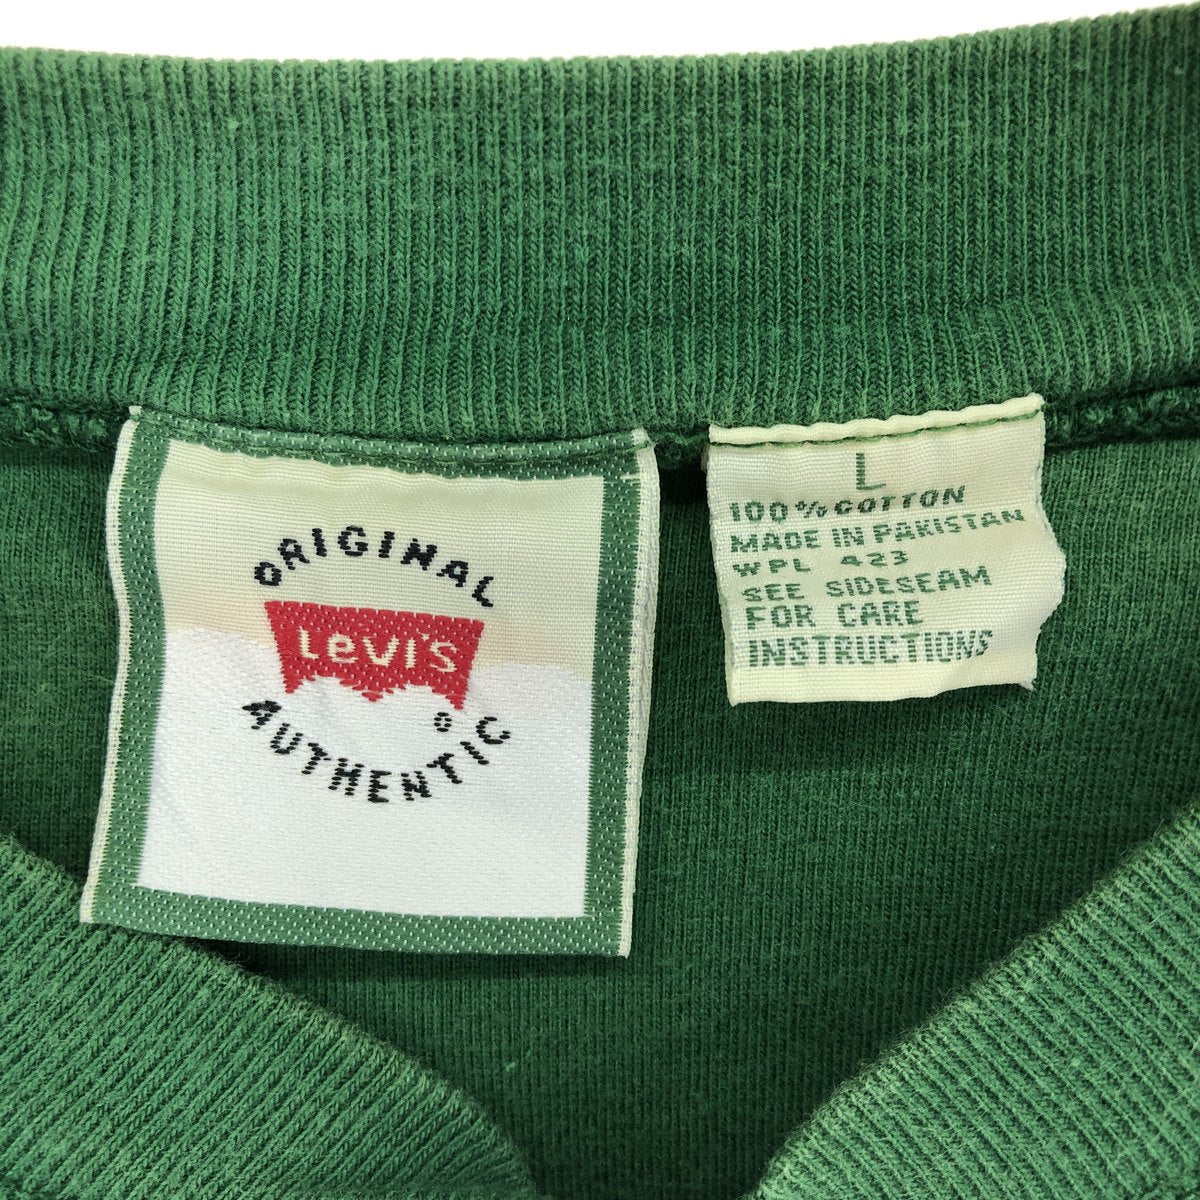 ORIGINAL
Levi's
®
AUTHENTIC
L
100% COTTON
MADE IN PAKISTAN
WPL 423
SEE SIDESEAM
FOR CARE
INSTRUCTIONS